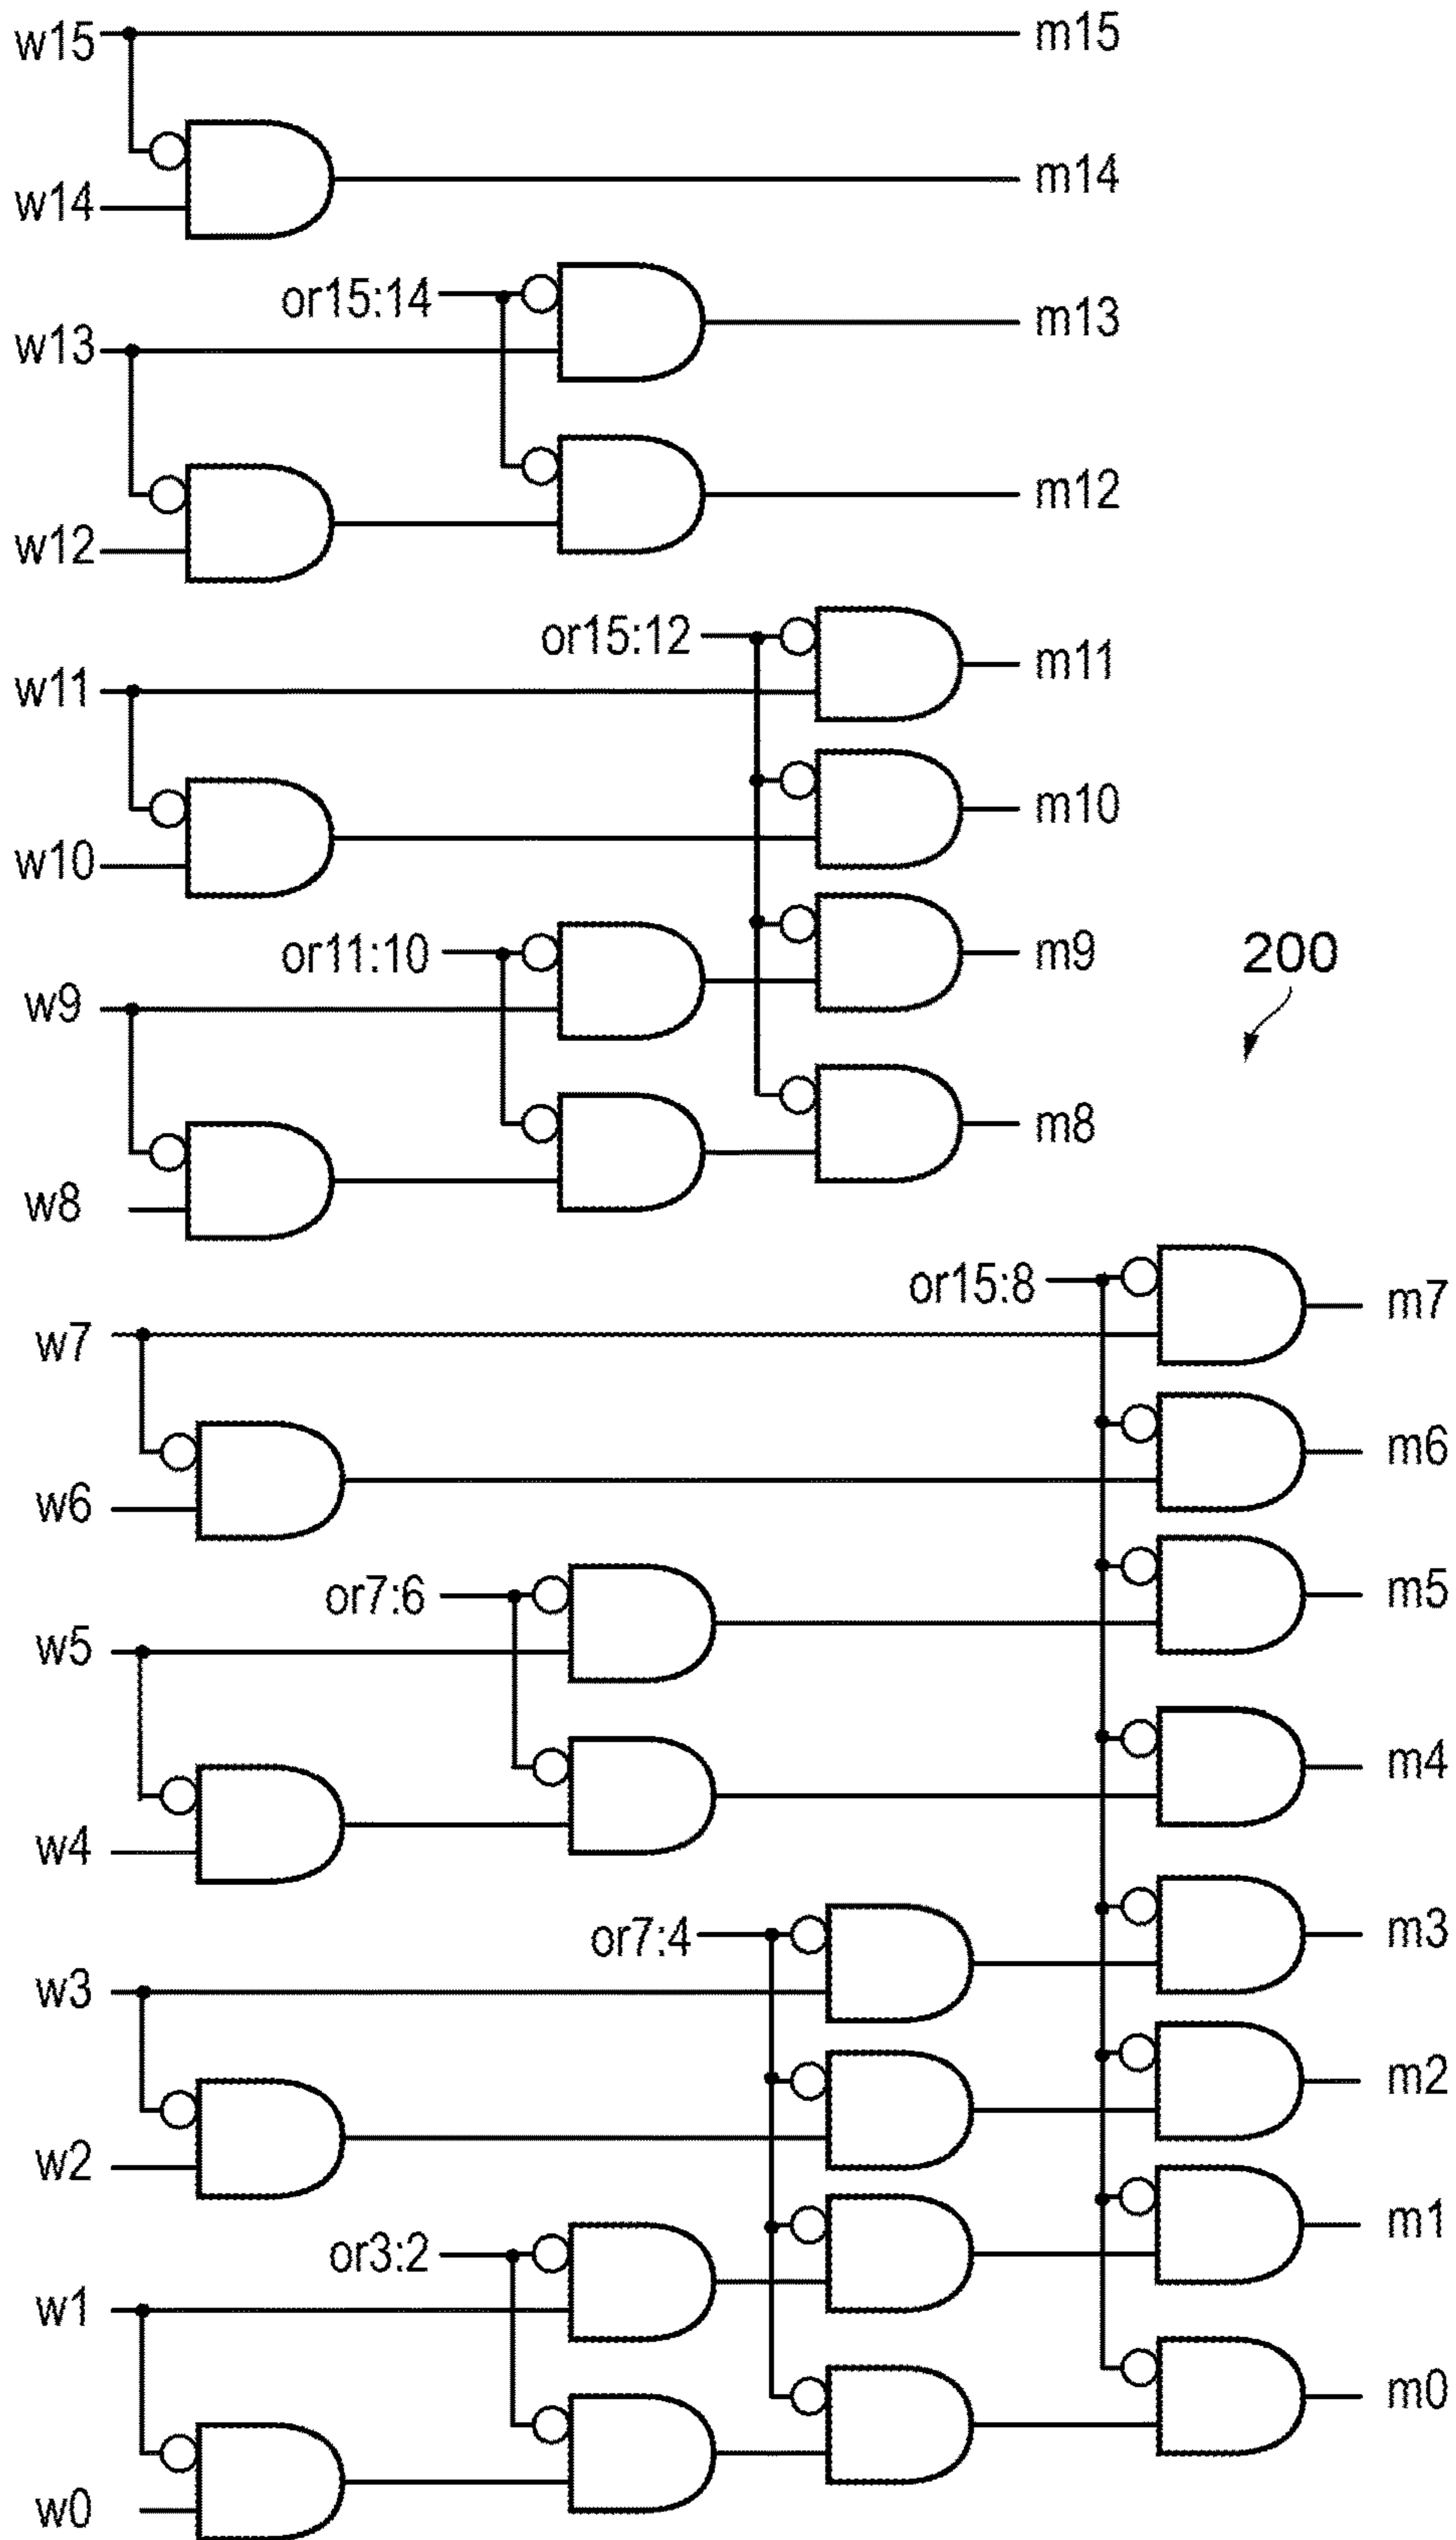 w15 m15
w14 m14
or15:14 m13
w13
w12 m12
or15:12 m11
w11
w10 m10
or11:10 m9 200
w9
w8 m8
or15:8 m7
w7
w6 m6
or7:6 m5
w5
w4 m4
or7:4 m3
w3
w2 m2
or3:2 m1
w1
w0 m0